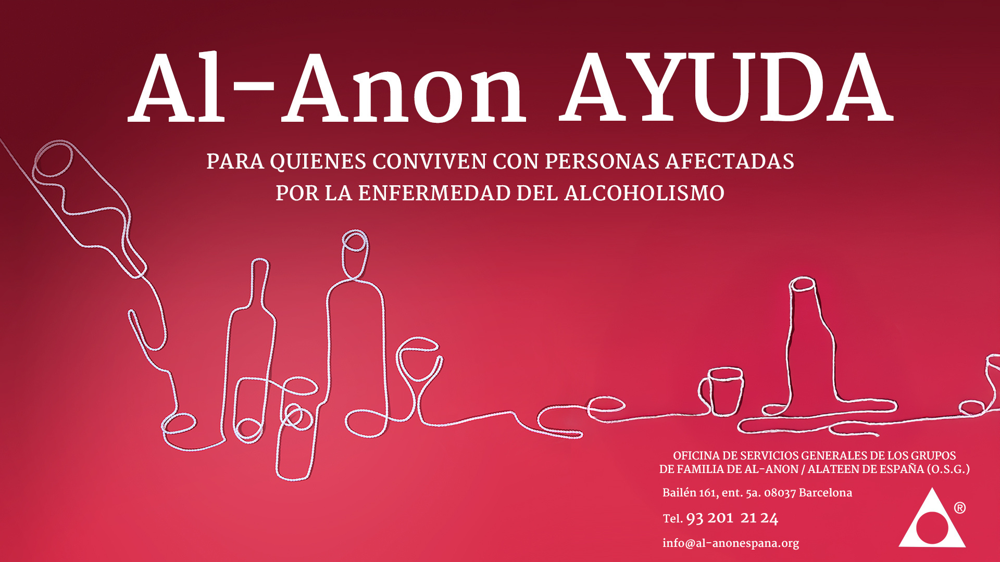 Al-Anon AYUDA
PARA QUIENES CONVIVEN CON PERSONAS AFECTADAS
POR LA ENFERMEDAD DEL ALCOHOLISMO
OFICINA DE SERVICIOS GENERALES DE LOS GRUPOS
DE FAMILIA DE AL-ANON / ALATEEN DE ESPAÑA (O.S.G.)
Bailén 161, ent. 5a. 08037 Barcelona
Tel. 93 201 21 24
info@al-anonespana.org
®